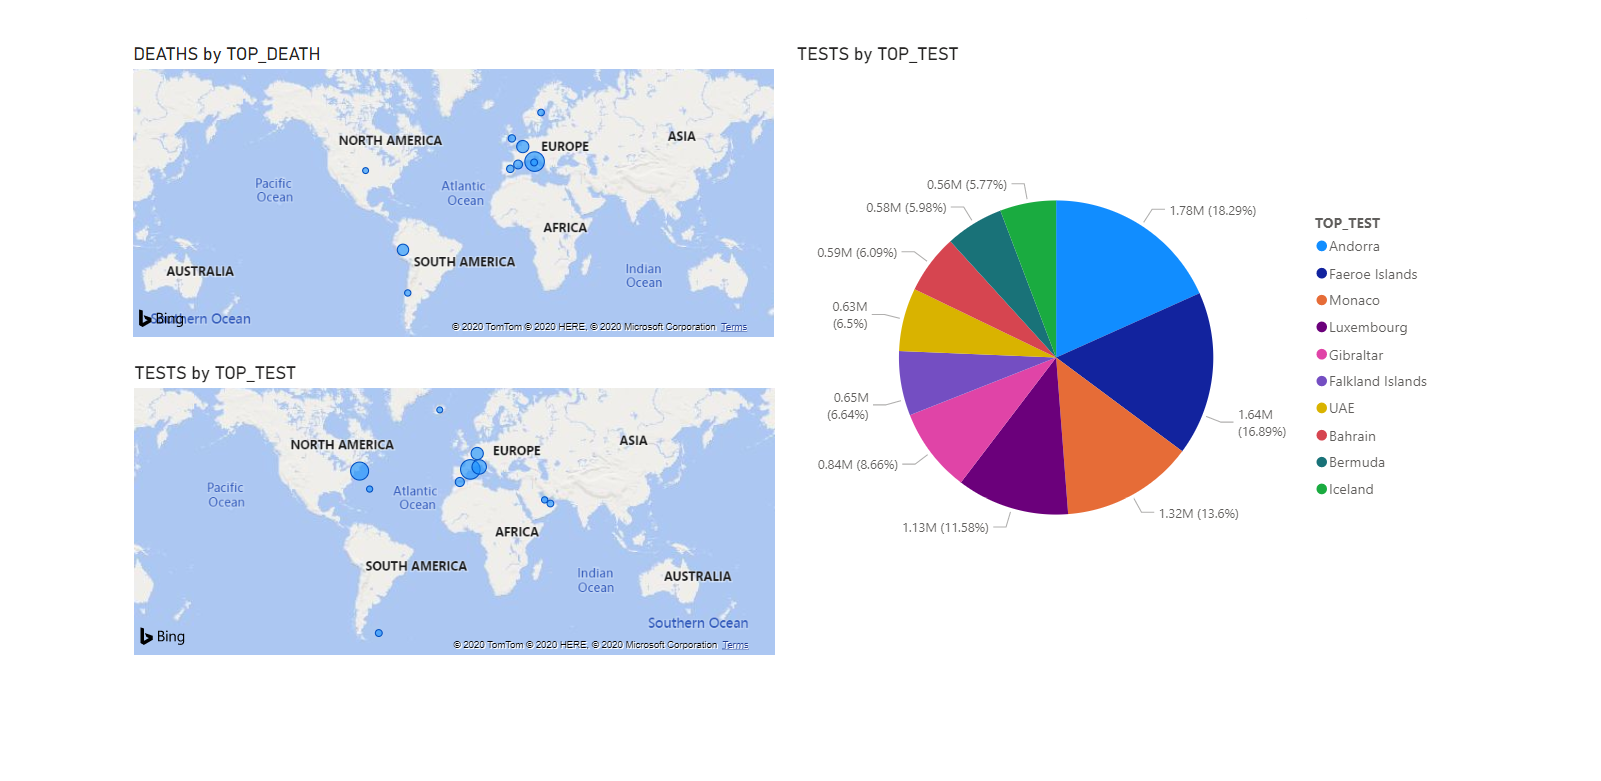 DEATHS by TOP_DEATH
NORTH AMERICA
EUROPE
ASIA
Pacific
Ocean
Atlantic
Ocean
AFRICA
SOUTH AMERICA
AUSTRALIA
Indian
Ocean
Bing
Southern Ocean
© 2020 TomTom © 2020 HERE, © 2020 Microsoft Corporation Terms
TESTS by TOP_TEST
NORTH AMERICA
EUROPE
ASIA
Pacific
Ocean
Atlantic
Ocean
AFRICA
SOUTH AMERICA
Indian
Ocean
AUSTRALIA
Southern Ocean
Bing
© 2020 TomTom © 2020 HERE, © 2020 Microsoft Corporation Terms
TESTS by TOP_TEST
0.56M (5.77%)
0.58M (5.98%)
0.59M (6.09%)
0.63M
(6.5%)
0.65M
(6.64%)
0.84M (8.66%)
1.13M (11.58%)
1.32M (13.6%)
1.64M
(16.89%)
1.78M (18.29%)
TOP_TEST
Andorra
Faeroe Islands
Monaco
Luxembourg
Gibraltar
Falkland Islands
UAE
Bahrain
Bermuda
Iceland